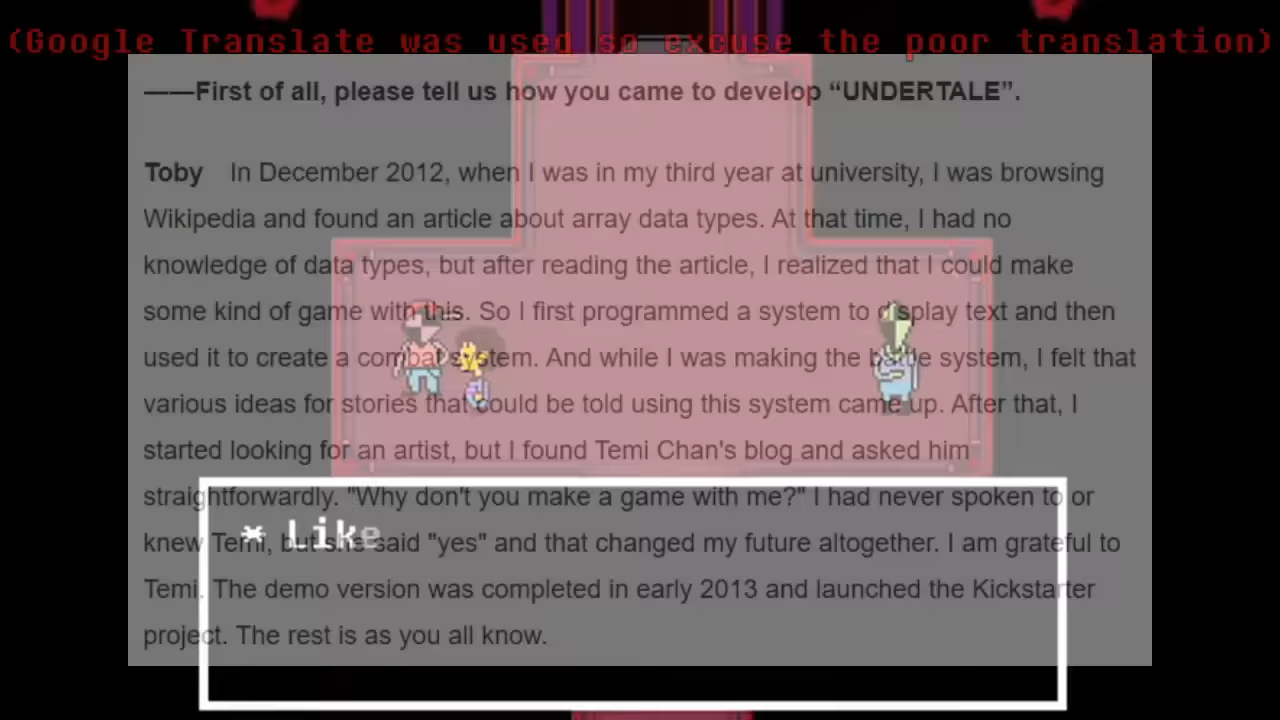 (Google Translate was used so excuse the poor translation)
——First of all, please tell us how you came to develop “UNDERTALE”.
Toby In December 2012, when I was in my third year at university, I was browsing
Wikipedia and found an article about array data types. At that time, I had no
knowledge of data types, but after reading the article, I realized that I could make
some kind of game with this. So I first programmed a system to display text and then
used it to create a combat system. And while I was making the battle system, I felt that
various ideas for stories that could be told using this system came up. After that, I
started looking for an artist, but I found Temi Chan's blog and asked him
straightforwardly. "Why don't you make a game with me?" I had never spoken to or
* Like
knew Temi, but she said "yes" and that changed my future altogether. I am grateful to
Temi. The demo version was completed in early 2013 and launched the Kickstarter
project. The rest is as you all know.